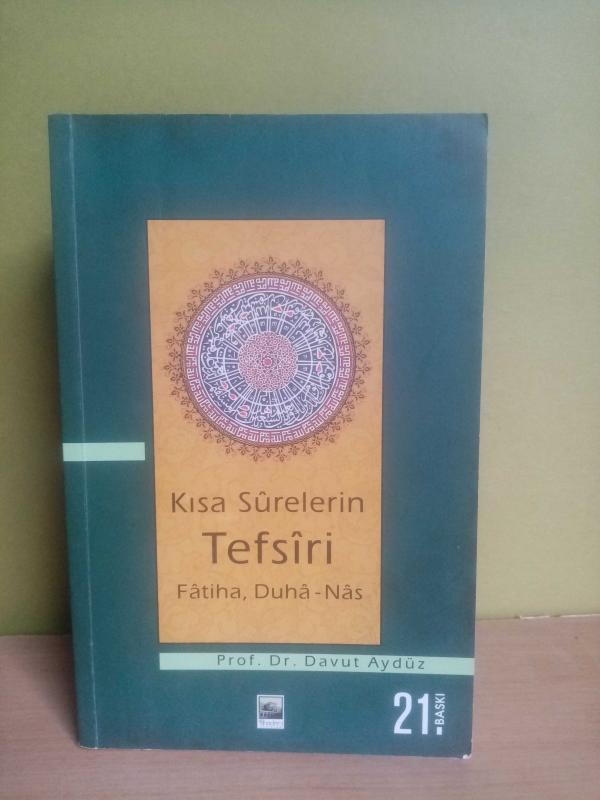 Kısa Sûrelerin
Tefsîri
Fâtiha, Duhâ-Nâs
Prof. Dr. Davut Aydüz
21.
BASKI